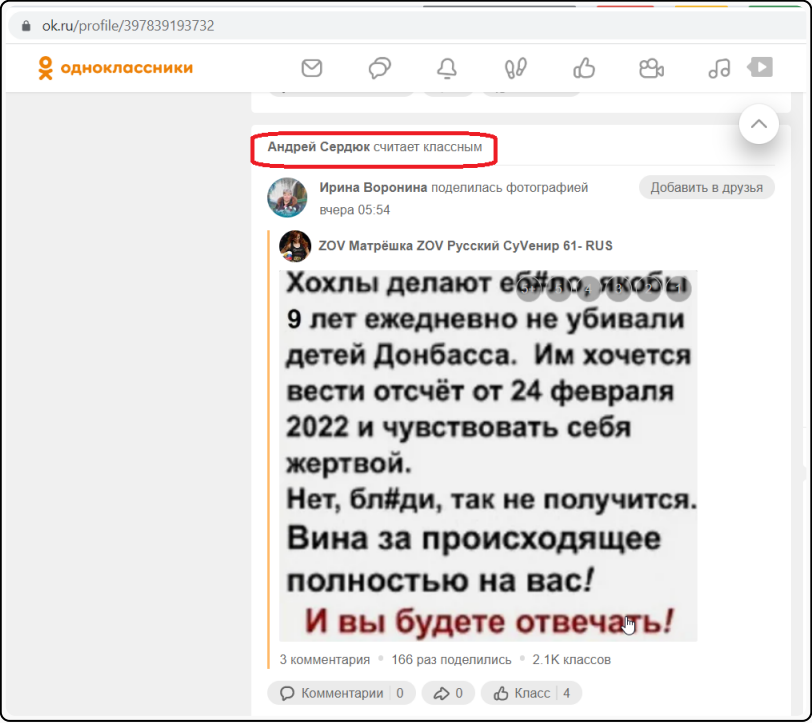 ok.ru/profile/397839193732
одноклассники
Андрей Сердюк считает классным
Ирина Воронина поделилась фотографией
Добавить в друзья
вчера 05:54
ZOV Матрёшка ZOV Русский СуVенир 61- RUS
Хохлы делают еб#ло, якобы
9 лет ежедневно не убивали
детей Донбасса. Им хочется
вести отсчёт от 24 февраля
2022 и чувствовать себя
жертвой.
Нет, бл#ди, так не получится.
Вина за происходящее
полностью на вас!
И вы будете отвечать!
3 комментария • 166 раз поделились • 2.1K классов
Комментарии 0 0 Класс 4